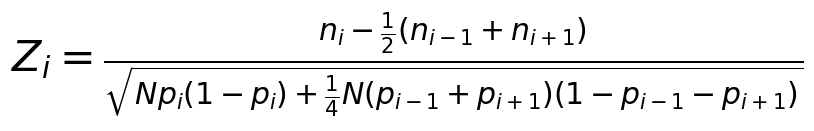 Z_i = \frac{n_i - \frac{1}{2}(n_{i-1} + n_{i+1})}{\sqrt{Np_i(1 - p_i) + \frac{1}{4}N(p_{i-1} + p_{i+1})(1 - p_{i-1} - p_{i+1})}}